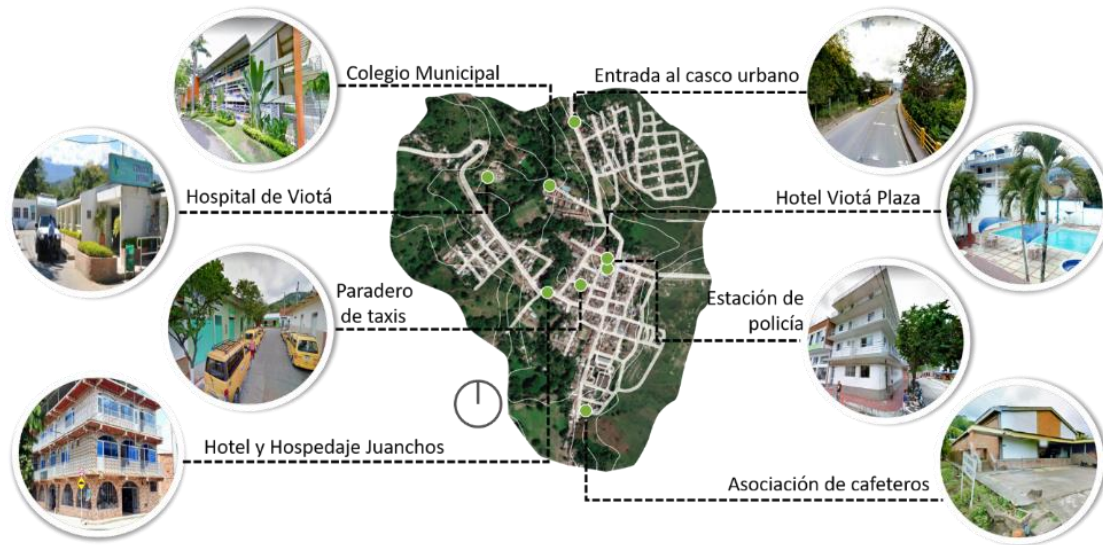 Colegio Municipal
Entrada al casco urbano
Hospital de Viotá
Hotel Viotá Plaza
Paradero
de taxis
Estación de
policía
Hotel y Hospedaje Juanchos
Asociación de cafeteros